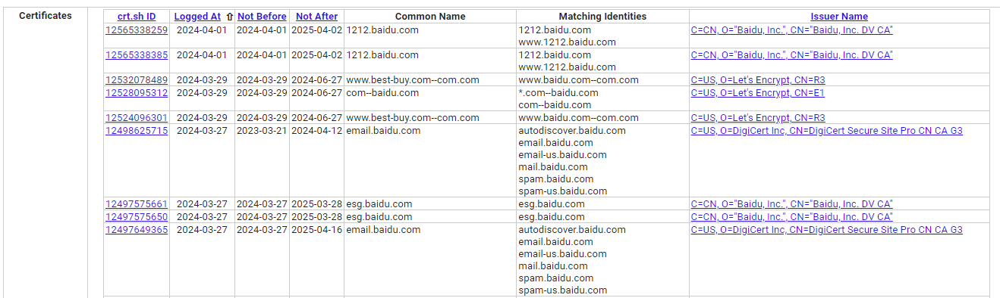 Certificates
crt.sh ID Logged At ⇧ Not Before Not After Common Name Matching Identities Issuer Name
12565338259 2024-04-01 2024-04-01 2025-04-02 1212.baidu.com 1212.baidu.com C=CN, O="Baidu, Inc.", CN="Baidu, Inc. DV CA"
www.1212.baidu.com
12565338385 2024-04-01 2024-04-01 2025-04-02 1212.baidu.com 1212.baidu.com C=CN, O="Baidu, Inc.", CN="Baidu, Inc. DV CA"
www.1212.baidu.com
12532078489 2024-03-29 2024-03-29 2024-06-27 www.best-buy.com--com.com www.baidu.com--com.com C=US, O=Let's Encrypt, CN=R3
12528095312 2024-03-29 2024-03-29 2024-06-27 com--baidu.com *.com--baidu.com C=US, O=Let's Encrypt, CN=E1
com--baidu.com
12524096301 2024-03-29 2024-03-29 2024-06-27 www.best-buy.com--com.com www.baidu.com--com.com C=US, O=Let's Encrypt, CN=R3
12498625715 2024-03-27 2023-03-21 2024-04-12 email.baidu.com autodiscover.baidu.com C=US, O=DigiCert Inc, CN=DigiCert Secure Site Pro CN CA G3
email.baidu.com
email-us.baidu.com
mail.baidu.com
spam.baidu.com
spam-us.baidu.com
12497575661 2024-03-27 2024-03-27 2025-03-28 esg.baidu.com esg.baidu.com C=CN, O="Baidu, Inc.", CN="Baidu, Inc. DV CA"
12497575650 2024-03-27 2024-03-27 2025-03-28 esg.baidu.com esg.baidu.com C=CN, O="Baidu, Inc.", CN="Baidu, Inc. DV CA"
12497649365 2024-03-27 2024-03-27 2025-04-16 email.baidu.com autodiscover.baidu.com C=US, O=DigiCert Inc, CN=DigiCert Secure Site Pro CN CA G3
email.baidu.com
email-us.baidu.com
mail.baidu.com
spam.baidu.com
spam-us.baidu.com